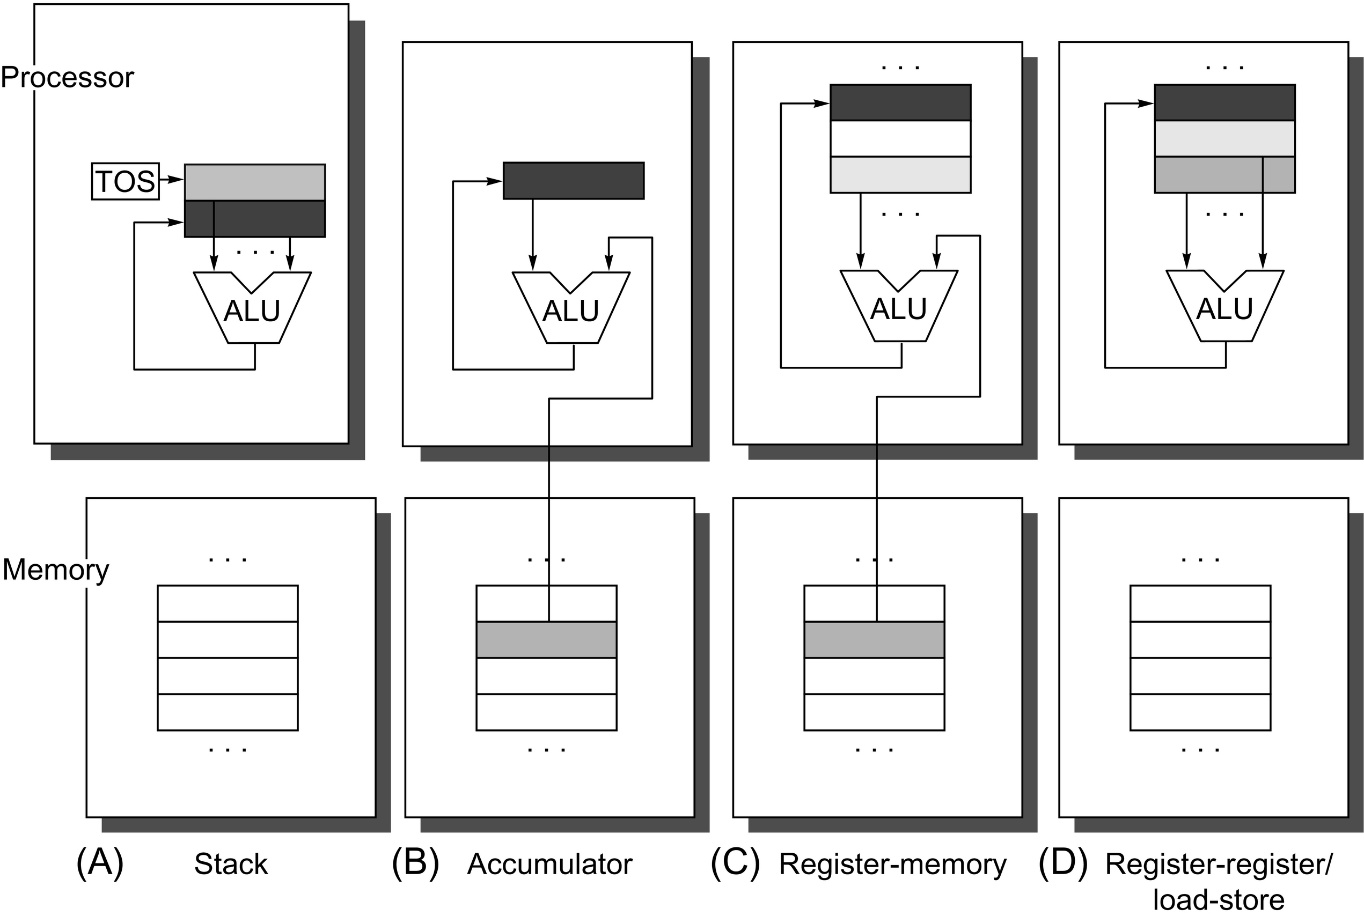 Processor
. . .
. . .
TOS
. . .
. . .
. . .
ALU
ALU
ALU
ALU
Memory
. . .
. . .
. . .
. . .
. . .
. . .
. . .
. . .
(A) Stack
(B) Accumulator
(C) Register-memory
(D) Register-register/
load-store